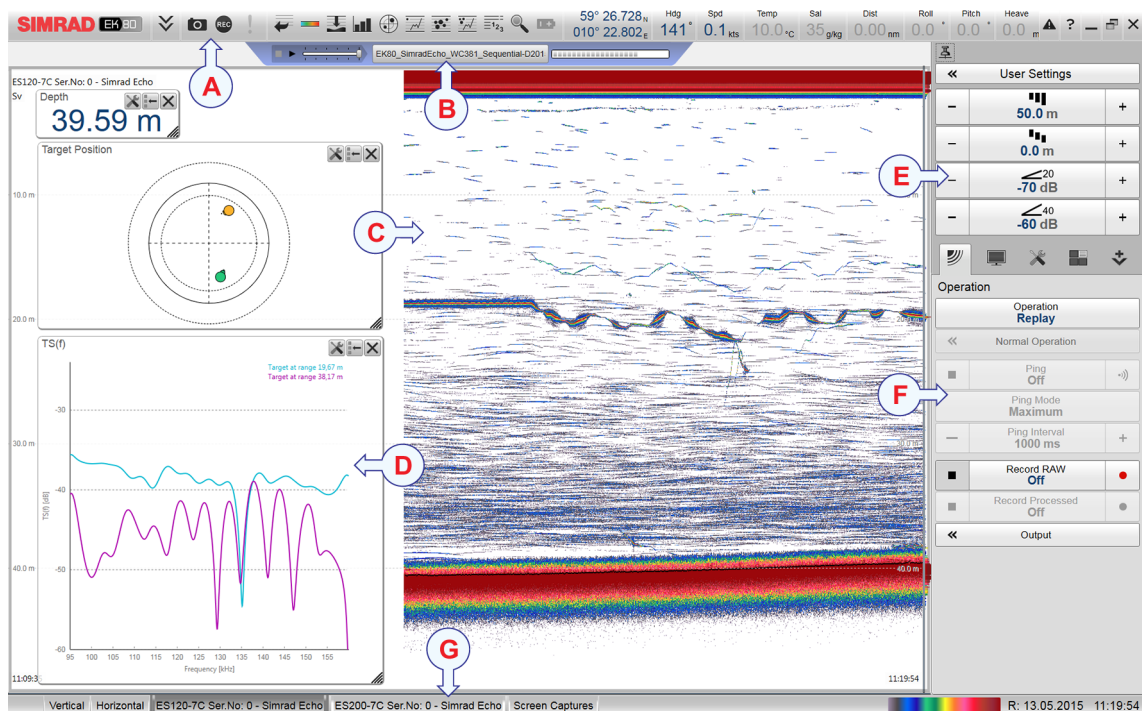 SIMRAD EK80
REC
59° 26.728 N
010° 22.802 E
Hdg
141°
Spd
0.1 kts
Temp
10.0 °C
Sal
35 g/kg
Dist
0.00 nm
Roll
0.0 °
Pitch
0.0 °
Heave
0.0 m
?
A
B
EK80_SimradEcho_WC381_Sequential-D201
ES120-7C Ser.No: 0 - Simrad Echo
Sv
Depth
39.59 m
Target Position
10.0 m
20.0 m
30.0 m
40.0 m
C
TS(f)
Target at range 19,67 m
Target at range 38,17 m
TS(f) [dB]
-30
-40
-50
-60
95 100 105 110 115 120 125 130 135 140 145 150 155
Frequency [kHz]
D
40.0 m
11:19:54
User Settings
50.0 m
0.0 m
20
-70 dB
40
-60 dB
E
Operation
Operation
Replay
Normal Operation
Ping
Off
Ping Mode
Maximum
Ping Interval
1000 ms
F
Record RAW
Off
Record Processed
Off
Output
G
Vertical Horizontal ES120-7C Ser.No: 0 - Simrad Echo ES200-7C Ser.No: 0 - Simrad Echo Screen Captures
R: 13.05.2015 11:19:54